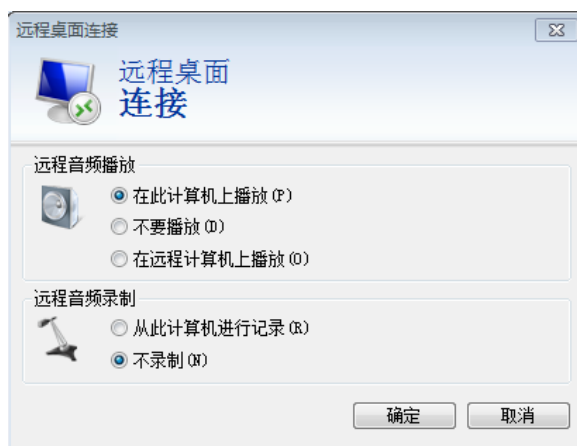 远程桌面连接
远程桌面
连接
远程音频播放
在此计算机上播放(P)
不要播放(D)
在远程计算机上播放(O)
远程音频录制
从此计算机进行记录(R)
不录制(N)
确定
取消